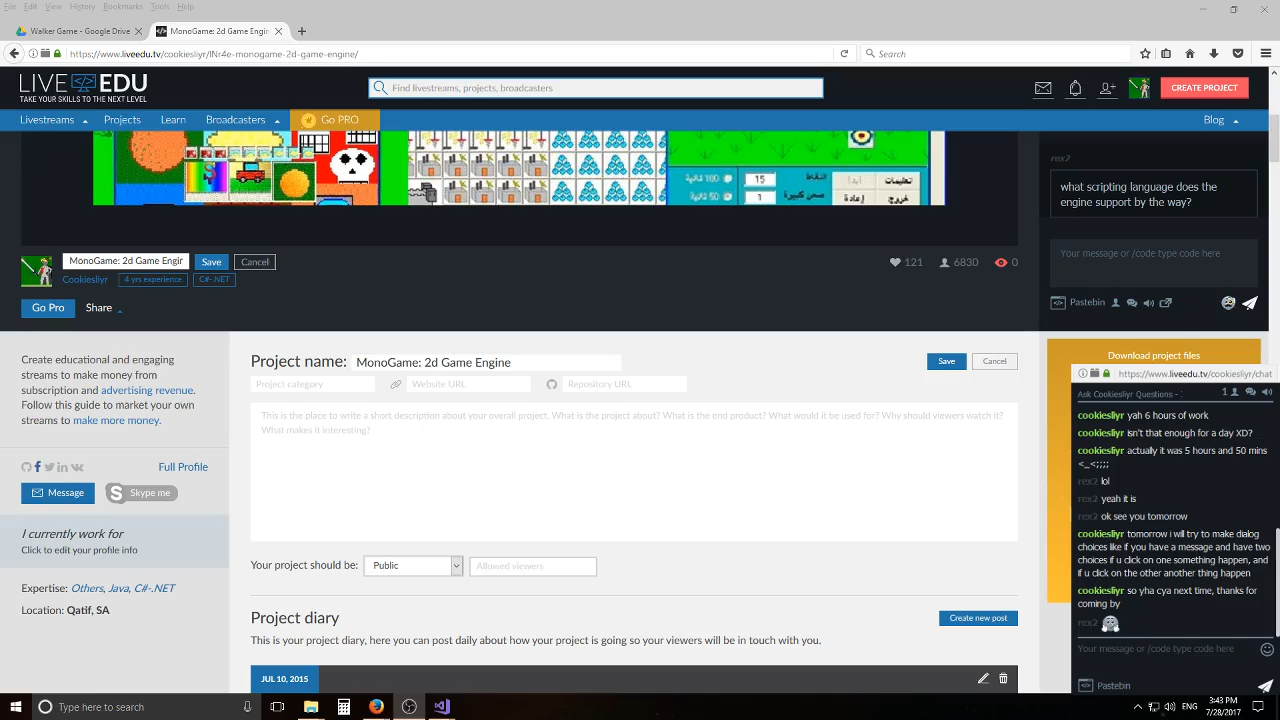 File Edit View History Bookmarks Tools Help
Walker Game - Google Drive
MonoGame: 2d Game Engine
https://www.liveedu.tv/cookiesliyr/lNr4e-monogame-2d-game-engine/
Search
LIVE EDU
TAKE YOUR SKILLS TO THE NEXT LEVEL
Find livestreams, projects, broadcasters
CREATE PROJECT
Livestreams Projects Learn Broadcasters Go PRO Blog
15
1
100 ثانية
50 ثانية
النقاط
صحن كبيرة
ابدأ
إعادة
تعليمات
خروج
rex2
what scripting language does the
engine support by the way?
Your message or /code type code here
Pastebin
MonoGame: 2d Game Engir
Save
Cancel
Cookiesliyr
4 yrs experience
C#-.NET
121
6830
0
Go Pro
Share
Create educational and engaging
streams to make money from
subscription and advertising revenue.
Follow this guide to market your own
streams to make more money.
Full Profile
Message
Skype me
I currently work for
Click to edit your profile info
Expertise: Others, Java, C#-.NET
Location: Qatif, SA
Project name: MonoGame: 2d Game Engine
Save
Cancel
Project category
Website URL
Repository URL
This is the place to write a short description about your overall project. What is the project about? What is the end product? What would it be used for? Why should viewers watch it?
What makes it interesting?
Your project should be: Public
Allowed viewers
Project diary
Create new post
This is your project diary, here you can post daily about how your project is going so your viewers will be in touch with you.
JUL 10, 2015
Download project files
https://www.liveedu.tv/cookiesliyr/chat
Ask Cookiesliyr Questions -
1
cookiesliyr yah 6 hours of work
cookiesliyr isn't that enough for a day XD?
cookiesliyr actually it was 5 hours and 50 mins
<_<;;;;
rex2 lol
rex2 yeah it is
rex2 ok see you tomorrow
cookiesliyr tomorrow i will try to make dialog
choices like if you have a message and have two
choices if u click on one something happen, and
if u click on the other another thing happen
cookiesliyr so yha cya next time, thanks for
coming by
rex2
Your message or /code type code here
Pastebin
Type here to search
3:43 PM
7/28/2017